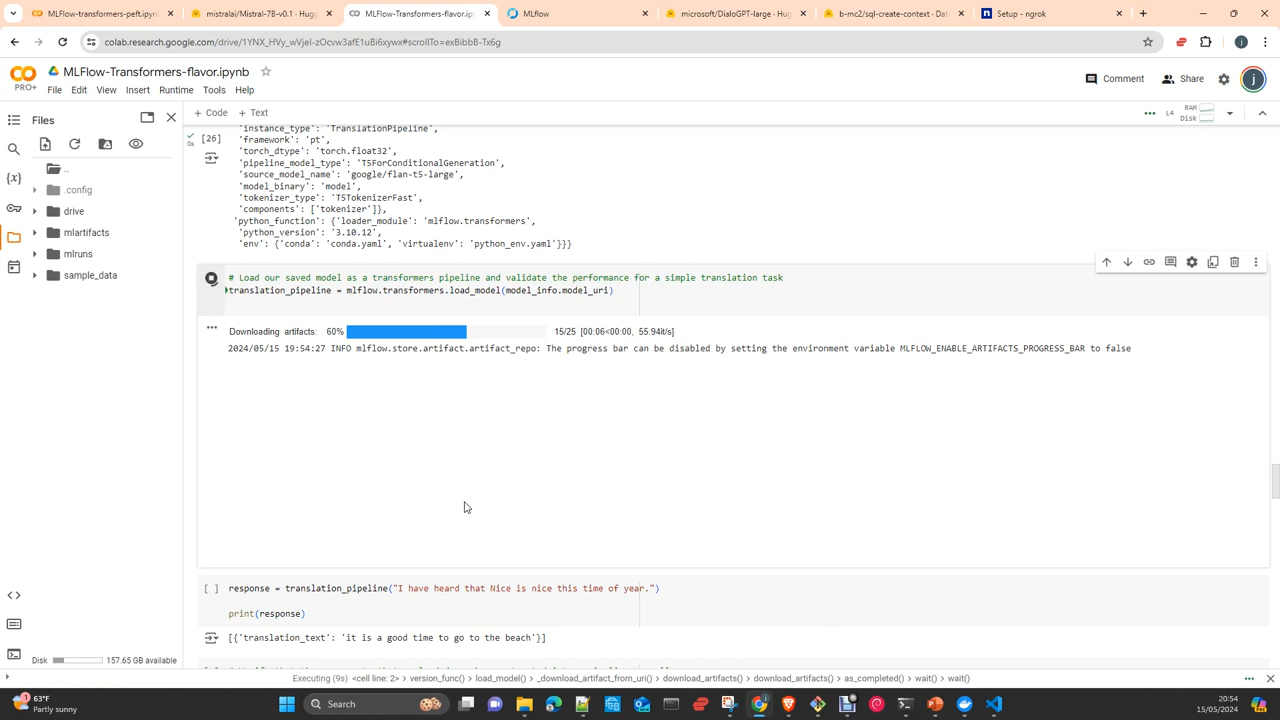 MLFlow-transformers-peft.ipynb
mistralai/Mistral-7B-v0.1 · Hugg
MLFlow-Transformers-flavor.ipy
MLflow
microsoft/DialoGPT-large · Hug
b-mc2/sql-create-context · Data
Setup - ngrok
colab.research.google.com/drive/1YNX_HVy_wVjeI-zOcvw3afE1uBi6xywx#scrollTo=exBibbB-Tx6g
j
PRO+
MLFlow-Transformers-flavor.ipynb
Comment
Share
j
File Edit View Insert Runtime Tools Help
Files
+ Code + Text
L4
RAM
Disk
..
.config
drive
mlartifacts
mlruns
sample_data
{x}
[26]
0s
'instance_type': 'TranslationPipeline',
'framework': 'pt',
'torch_dtype': 'torch.float32',
'pipeline_model_type': 'T5ForConditionalGeneration',
'source_model_name': 'google/flan-t5-large',
'model_binary': 'model',
'tokenizer_type': 'T5TokenizerFast',
'components': ['tokenizer']},
'python_function': {'loader_module': 'mlflow.transformers',
'python_version': '3.10.12',
'env': {'conda': 'conda.yaml', 'virtualenv': 'python_env.yaml'}}}
# Load our saved model as a transformers pipeline and validate the performance for a simple translation task
translation_pipeline = mlflow.transformers.load_model(model_info.model_uri)
Downloading artifacts: 60% 15/25 [00:06<00:00, 55.94it/s]
2024/05/15 19:54:27 INFO mlflow.store.artifact.artifact_repo: The progress bar can be disabled by setting the environment variable MLFLOW_ENABLE_ARTIFACTS_PROGRESS_BAR to false
[ ] response = translation_pipeline("I have heard that Nice is nice this time of year.")
print(response)
[{'translation_text': 'it is a good time to go to the beach'}]
Disk 157.65 GB available
Executing (9s) <cell line: 2> version_func() load_model() _download_artifact_from_uri() download_artifacts() download_artifacts() as_completed() wait() wait()
63°F
Partly sunny
Search
20:54
15/05/2024